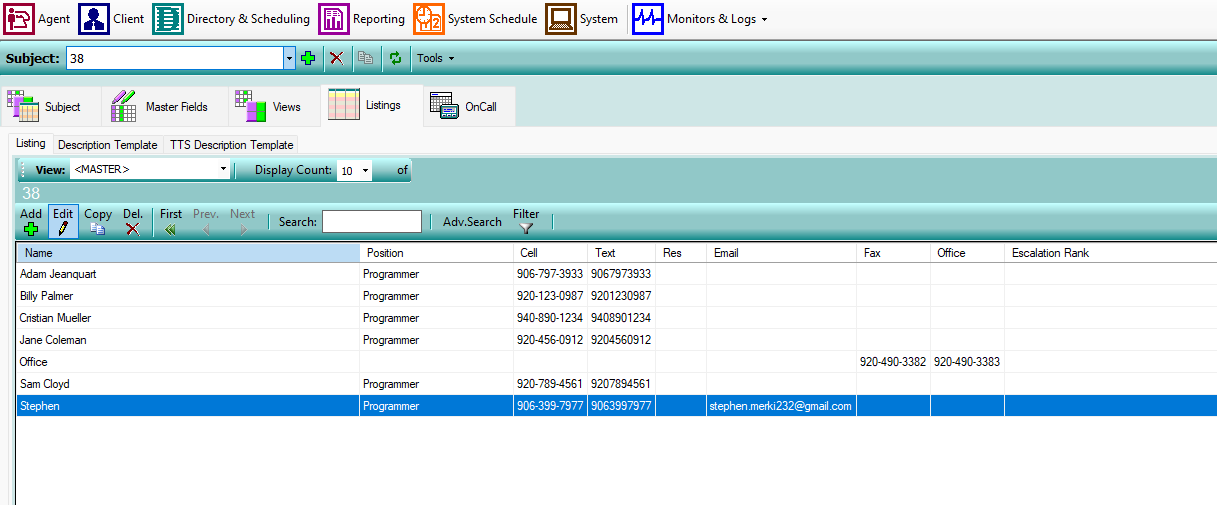 Agent Client Directory & Scheduling Reporting System Schedule System Monitors & Logs
Subject: 38 Tools
Subject Master Fields Views Listings OnCall
Listing Description Template TTS Description Template
View: <MASTER> Display Count: 10 of
38
Add Edit Copy Del. First Prev. Next Search: Adv.Search Filter
Name Position Cell Text Res Email Fax Office Escalation Rank
Adam Jeanquart Programmer 906-797-3933 9067973933
Billy Palmer Programmer 920-123-0987 9201230987
Cristian Mueller Programmer 940-890-1234 9408901234
Jane Coleman Programmer 920-456-0912 9204560912
Office 920-490-3382 920-490-3383
Sam Cloyd Programmer 920-789-4561 9207894561
Stephen Programmer 906-399-7977 9063997977 stephen.merki232@gmail.com